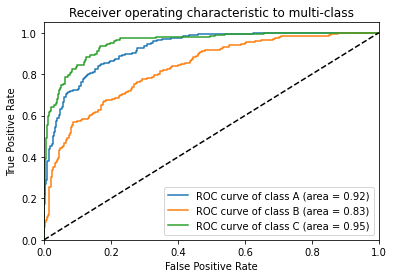 Receiver operating characteristic to multi-class
True Positive Rate
1.0
0.8
0.6
0.4
0.2
0.0
ROC curve of class A (area = 0.92)
ROC curve of class B (area = 0.83)
ROC curve of class C (area = 0.95)
0.0 0.2 0.4 0.6 0.8 1.0
False Positive Rate